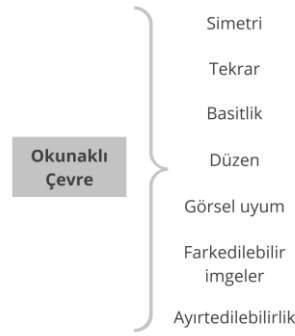 Okunaklı
Çevre
Simetri
Tekrar
Basitlik
Düzen
Görsel uyum
Farkedilebilir
imgeler
Ayırtedilebilirlik